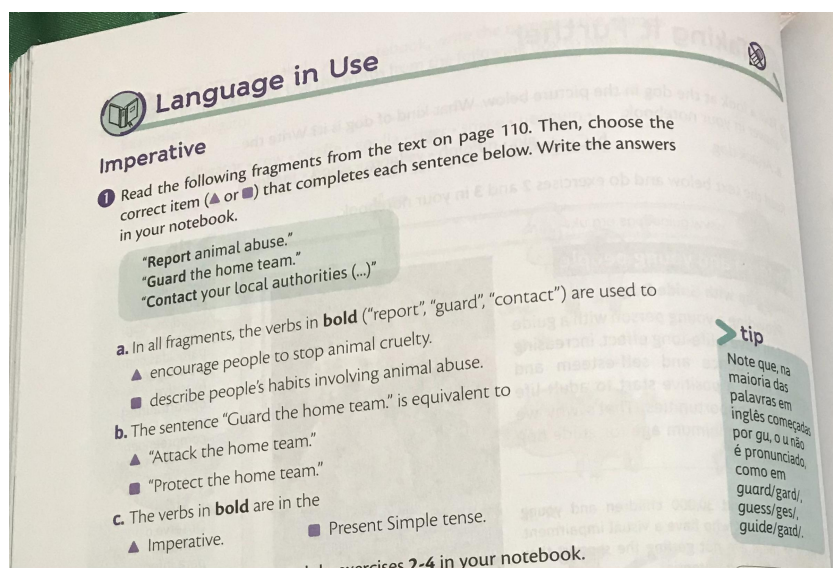 Language in Use
Imperative
1 Read the following fragments from the text on page 110. Then, choose the
correct item (▲ or ■) that completes each sentence below. Write the answers
in your notebook.
“Report animal abuse.”
“Guard the home team.”
“Contact your local authorities (...)”
a. In all fragments, the verbs in bold (“report”, “guard”, “contact”) are used to
▲ encourage people to stop animal cruelty.
■ describe people’s habits involving animal abuse.
b. The sentence “Guard the home team.” is equivalent to
▲ “Attack the home team.”
■ “Protect the home team.”
c. The verbs in bold are in the
▲ Imperative. ■ Present Simple tense.
exercises 2-4 in your notebook.
tip
Note que, na
maioria das
palavras em
inglês começadas
por gu, o u não
é pronunciado,
como em
guard/gard/,
guess/ges/,
guide/gaɪd/.